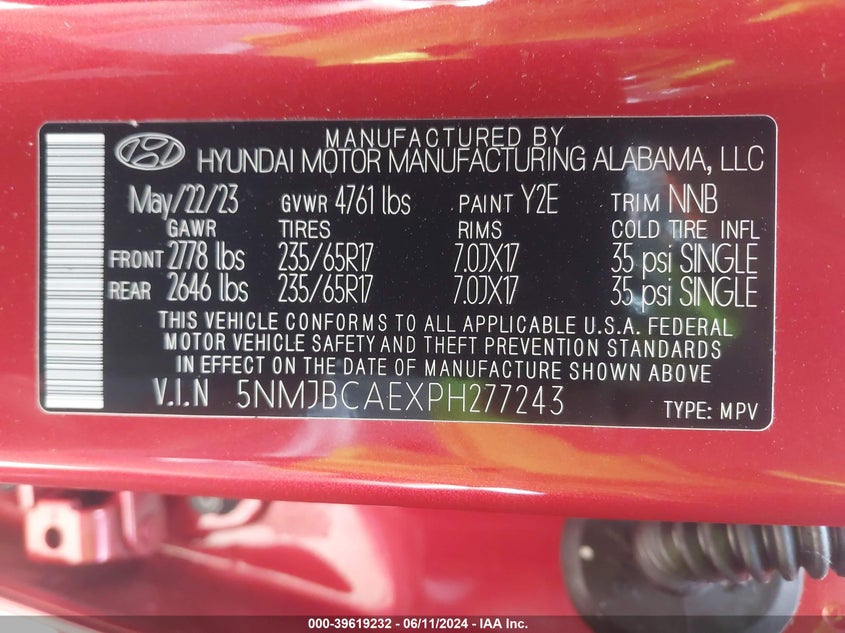 MANUFACTURED BY
HYUNDAI MOTOR MANUFACTURING ALABAMA, LLC
May/22/23 GVWR 4761 lbs PAINT Y2E TRIM NNB
GAWR TIRES RIMS COLD TIRE INFL
FRONT 2778 lbs 235/65R17 7.0JX17 35 psi SINGLE
REAR 2646 lbs 235/65R17 7.0JX17 35 psi SINGLE
THIS VEHICLE CONFORMS TO ALL APPLICABLE U.S.A. FEDERAL
MOTOR VEHICLE SAFETY AND THEFT PREVENTION STANDARDS
IN EFFECT ON THE DATE OF MANUFACTURE SHOWN ABOVE
V.I.N 5NMJBCAEXPH277243 TYPE: MPV
000-39619232 - 06/11/2024 - IAA Inc.